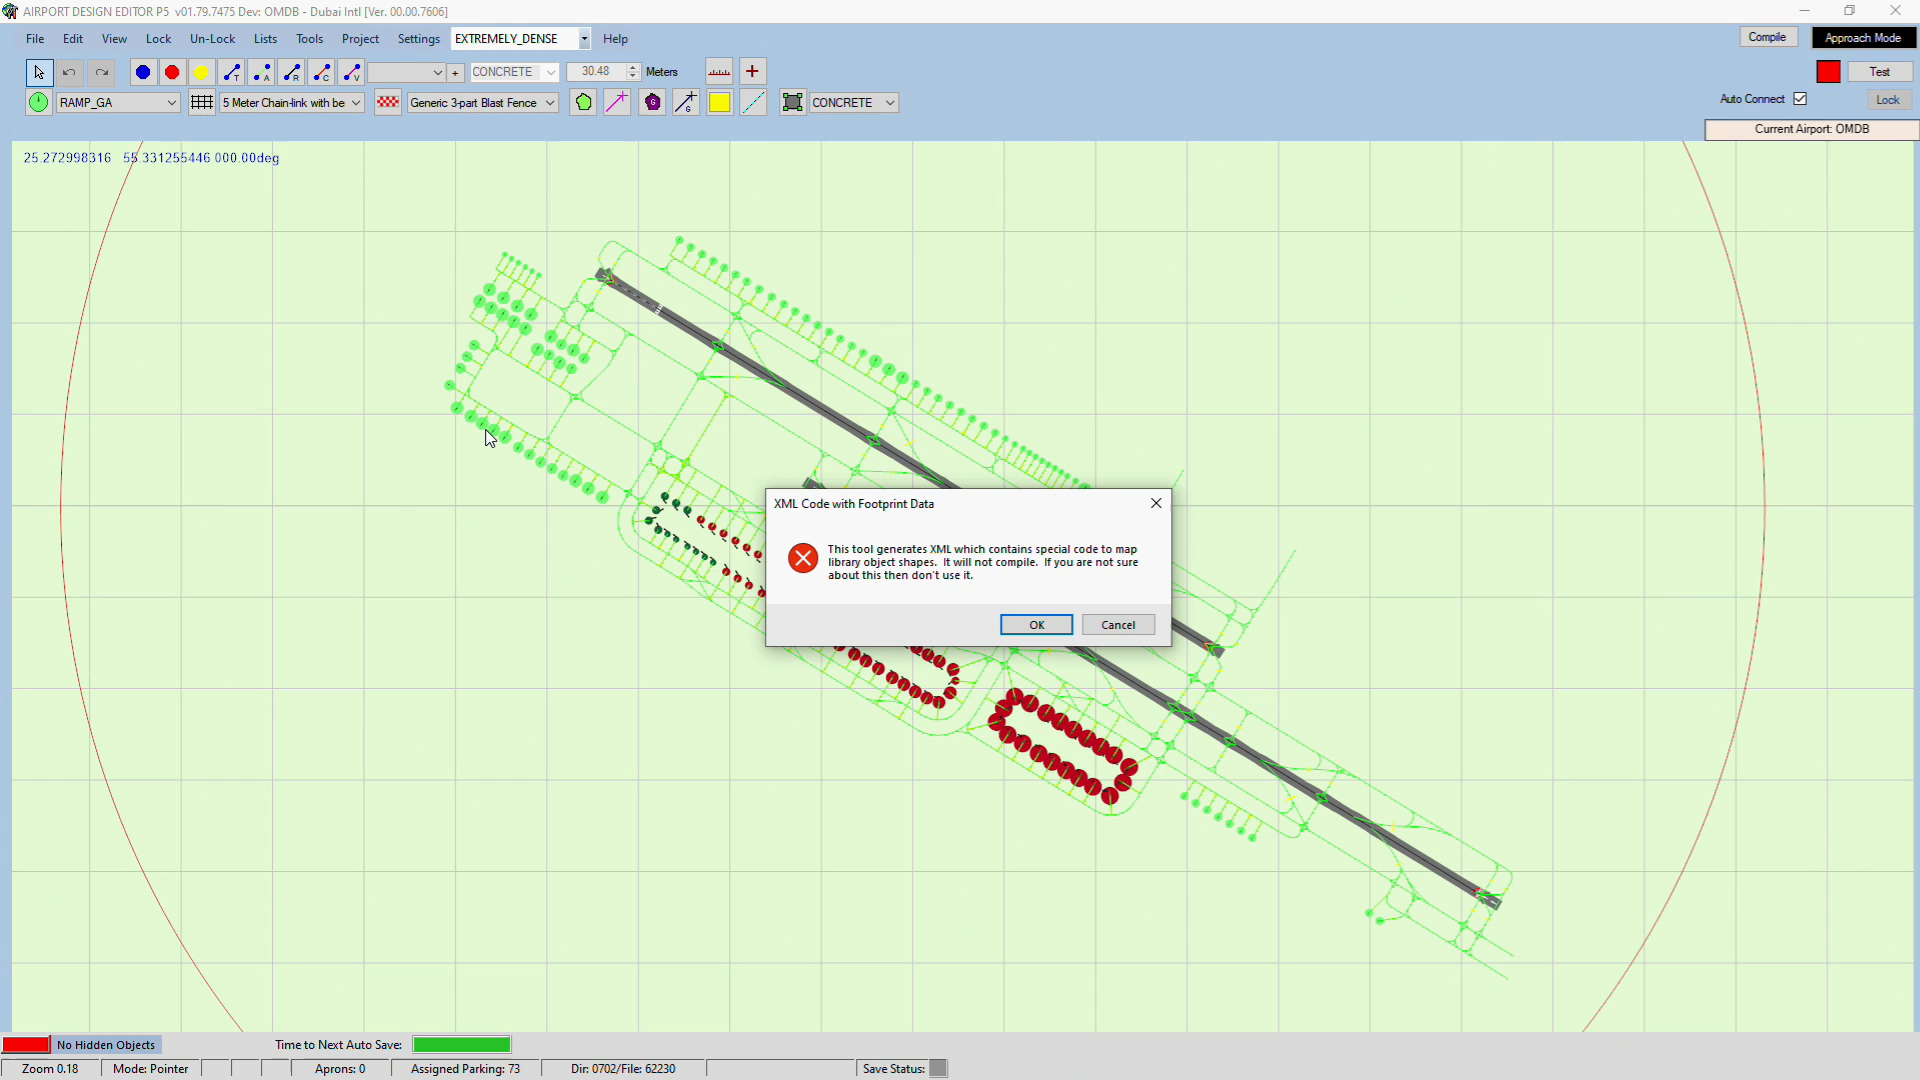 AIRPORT DESIGN EDITOR P5 v01.79.7475 Dev: OMDB - Dubai Intl [Ver. 00.00.7606]
File Edit View Lock Un-Lock Lists Tools Project Settings EXTREMELY_DENSE Help
Compile Approach Mode
CONCRETE 30.48 Meters
Test
RAMP_GA 5 Meter Chain-link with be Generic 3-part Blast Fence CONCRETE
Auto Connect Lock
Current Airport: OMDB
25.272998316 55.331255446 000.00deg
XML Code with Footprint Data
This tool generates XML which contains special code to map
library object shapes. It will not compile. If you are not sure
about this then don't use it.
OK Cancel
No Hidden Objects Time to Next Auto Save:
Zoom 0.18 Mode: Pointer Aprons: 0 Assigned Parking: 73 Dir: 0702/File: 62230 Save Status: